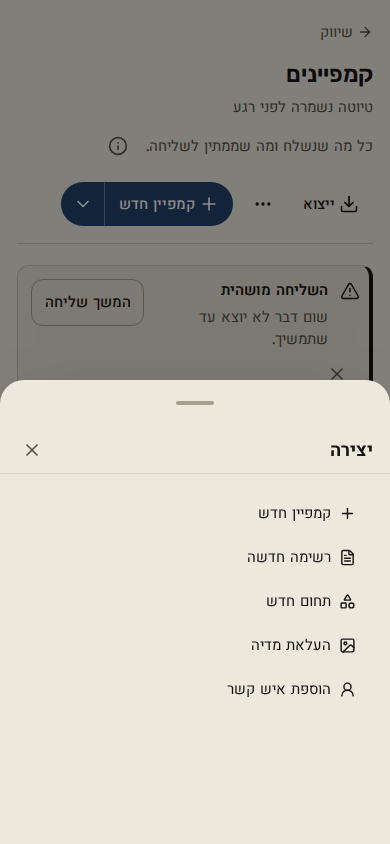 שיווק
קמפיינים
טיוטה נשמרה לפני רגע
כל מה שנשלח ומה שממתין לשליחה.
ייצוא
קמפיין חדש
השליחה מושהית
שום דבר לא יוצא עד
שתמשיך.
המשך שליחה
יצירה
קמפיין חדש
רשימה חדשה
תחום חדש
העלאת מדיה
הוספת איש קשר